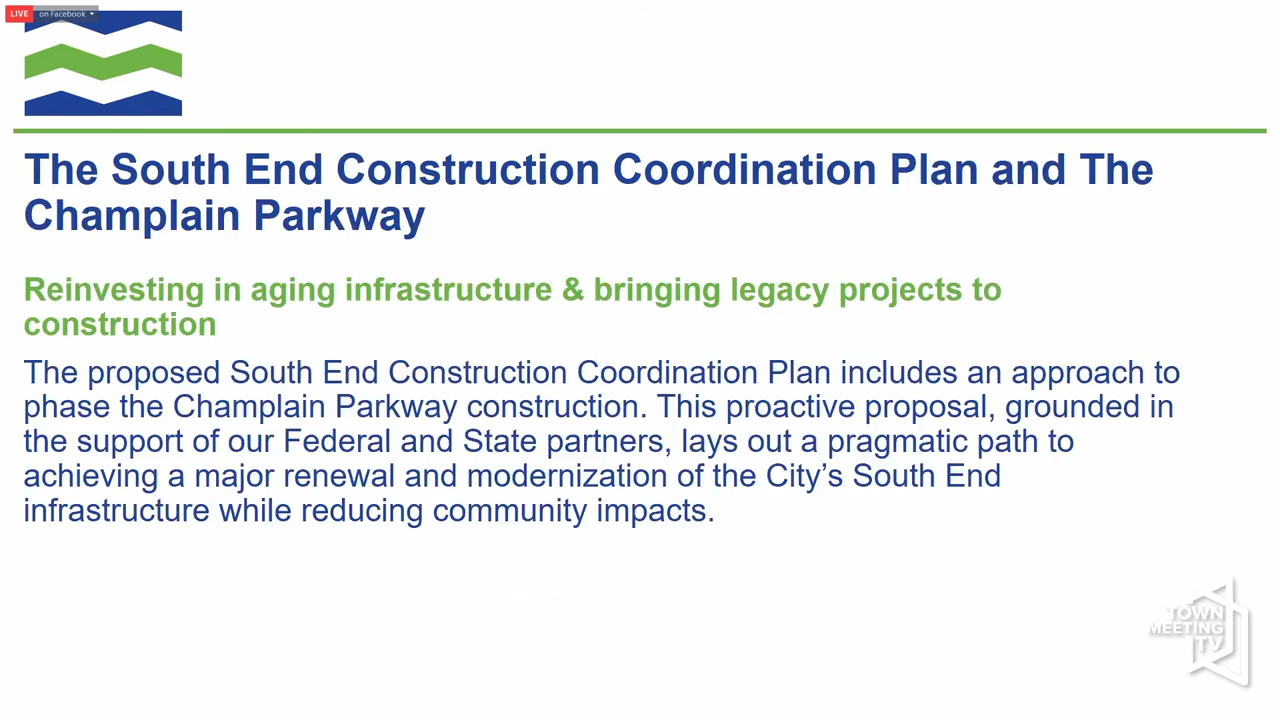 LIVE on Facebook
The South End Construction Coordination Plan and The
Champlain Parkway
Reinvesting in aging infrastructure & bringing legacy projects to
construction
The proposed South End Construction Coordination Plan includes an approach to
phase the Champlain Parkway construction. This proactive proposal, grounded in
the support of our Federal and State partners, lays out a pragmatic path to
achieving a major renewal and modernization of the City’s South End
infrastructure while reducing community impacts.
TOWN
MEETING
TV